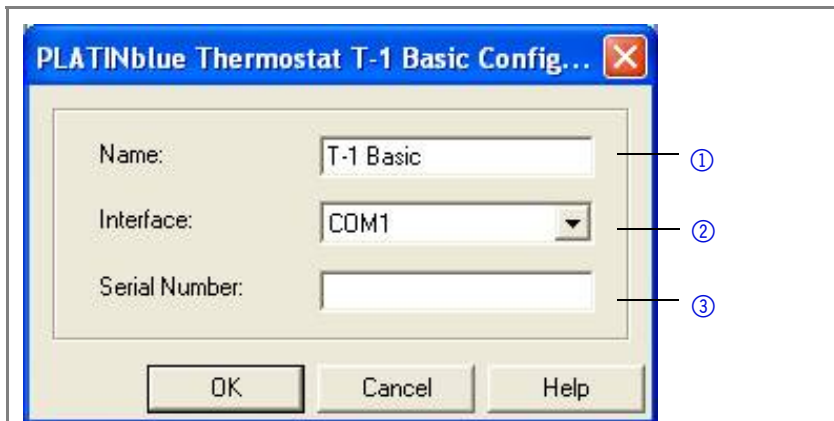 PLATINblue Thermostat T-1 Basic Config...
Name: T-1 Basic ①
Interface: COM1 ②
Serial Number: ③
OK Cancel Help